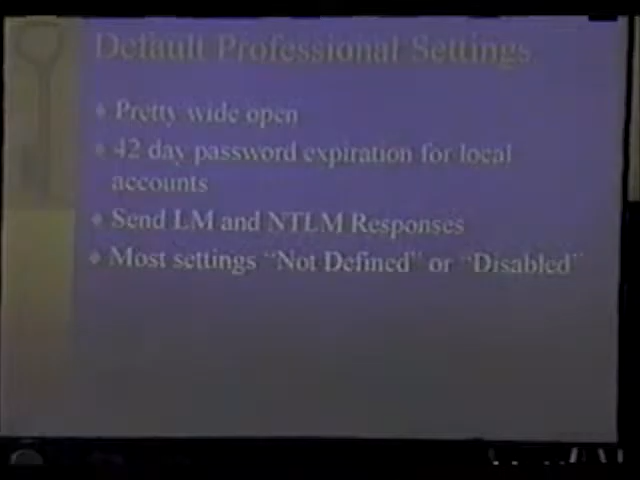 Default Professional Settings
Pretty wide open
42 day password expiration for local
accounts
Send LM and NTLM Responses
Most settings "Not Defined" or "Disabled"